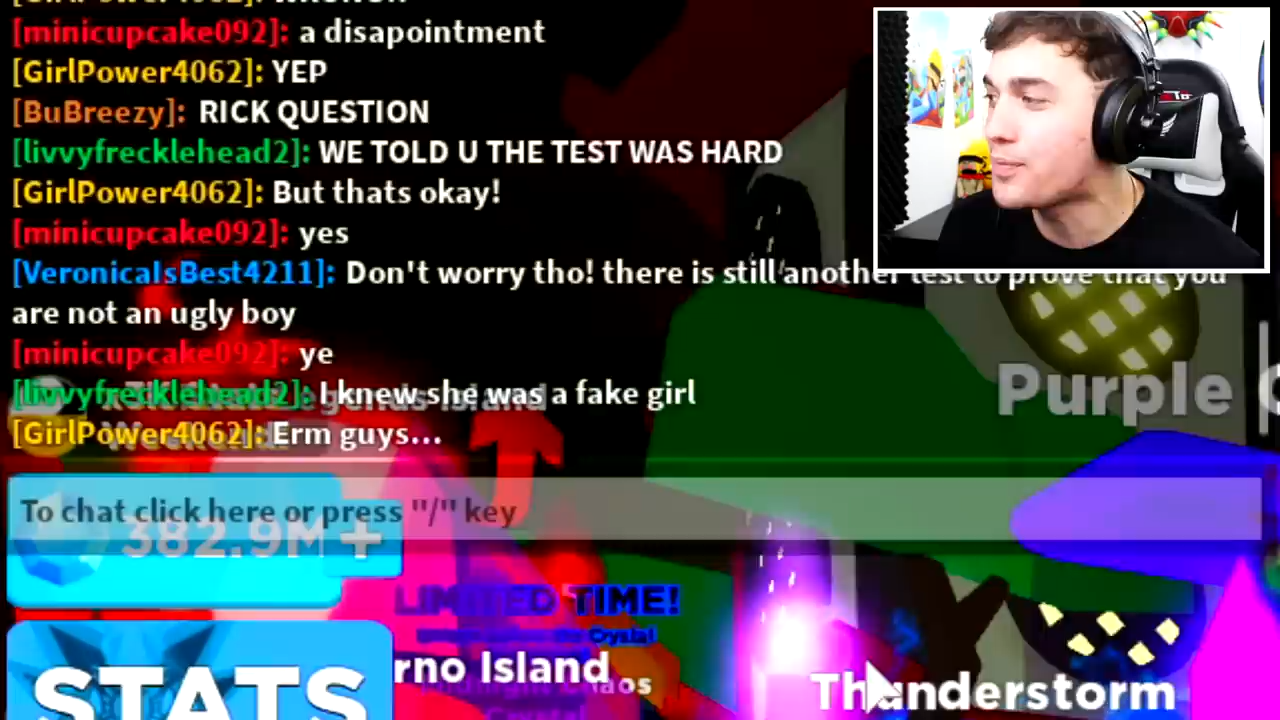 [minicupcake092]: a disapointment
[GirlPower4062]: YEP
[BuBreezy]: RICK QUESTION
[livvyfrecklehead2]: WE TOLD U THE TEST WAS HARD
[GirlPower4062]: But thats okay!
[minicupcake092]: yes
[VeronicaIsBest4211]: Don't worry tho! there is still another test to prove that you
are not an ugly boy
[minicupcake092]: ye
[livvyfrecklehead2]: I knew she was a fake girl
[GirlPower4062]: Erm guys...
Purple
To chat click here or press "/" key
382.9M +
LIMITED TIME!
rno Island
Crystal
Thunderstorm
STATS